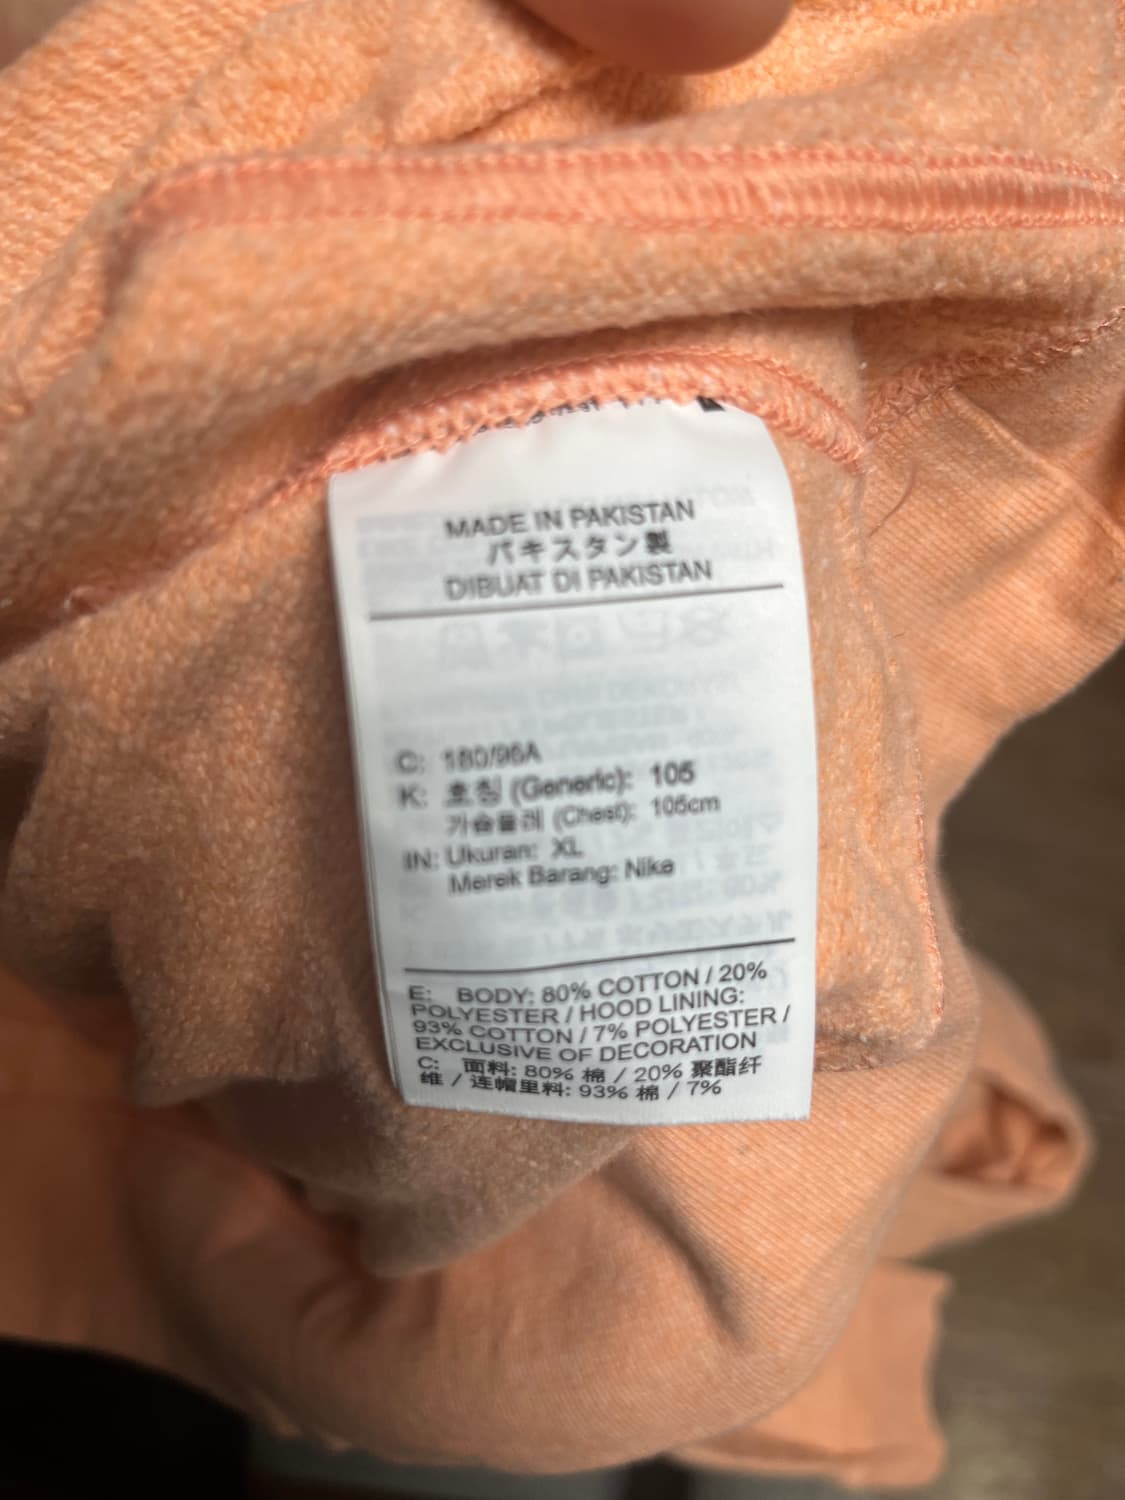 MADE IN PAKISTAN
パキスタン製
DIBUAT DI PAKISTAN
C: 180/96A
K: 호칭 (Generic): 105
가슴둘레 (Chest): 105cm
IN: Ukuran: XL
Merek Barang: Nike
E: BODY: 80% COTTON / 20%
POLYESTER / HOOD LINING:
93% COTTON / 7% POLYESTER /
EXCLUSIVE OF DECORATION
C: 面料: 80% 棉 / 20% 聚酯纤
维 / 连帽里料: 93% 棉 / 7%